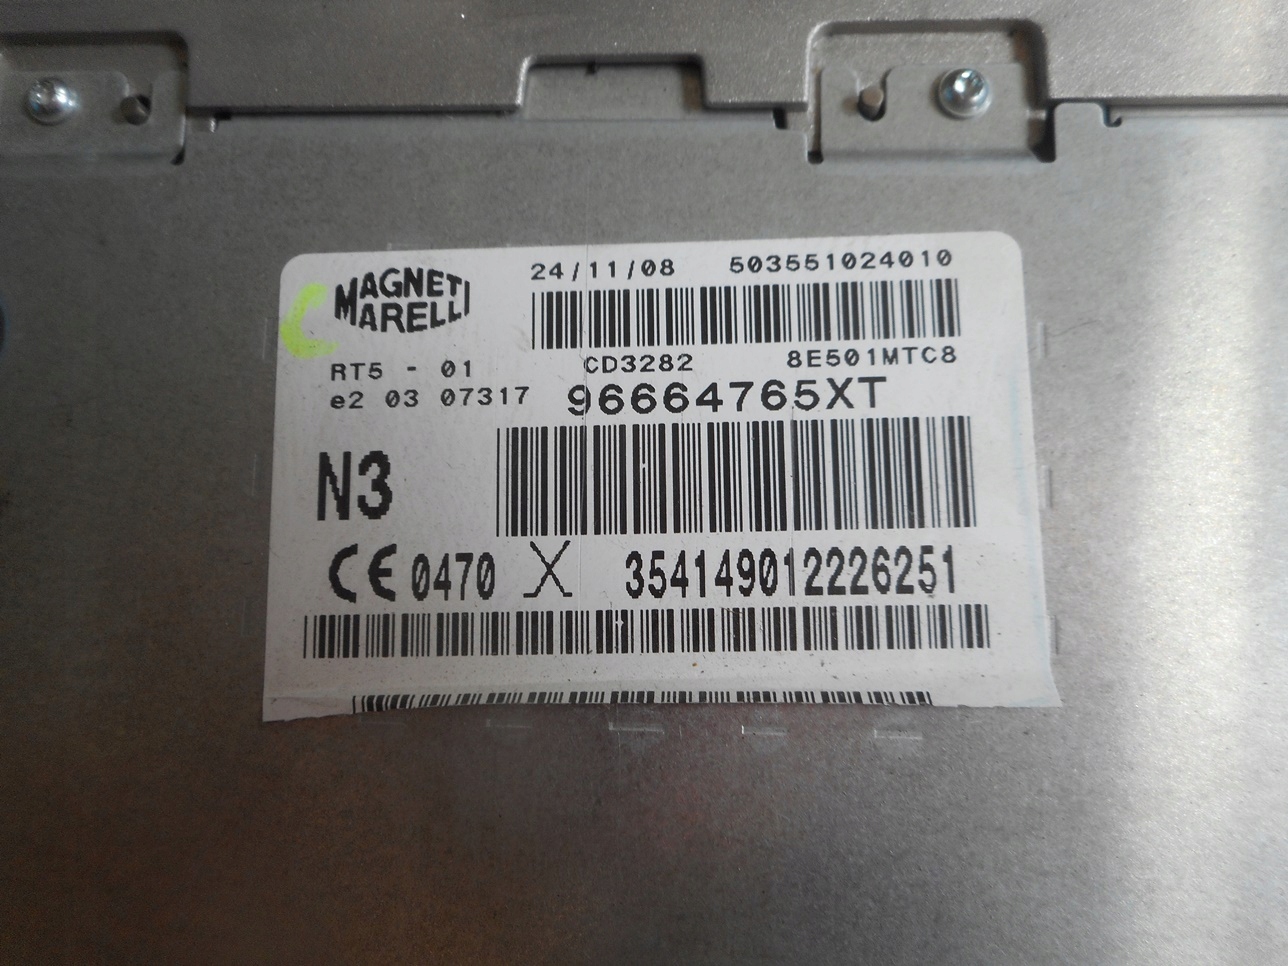 MAGNETI
MARELLI
24/11/08 503551024010
RT5 - 01 CD3282 8E501MTC8
e2 03 07317 96664765XT
N3
CE 0470 X 354149012226251